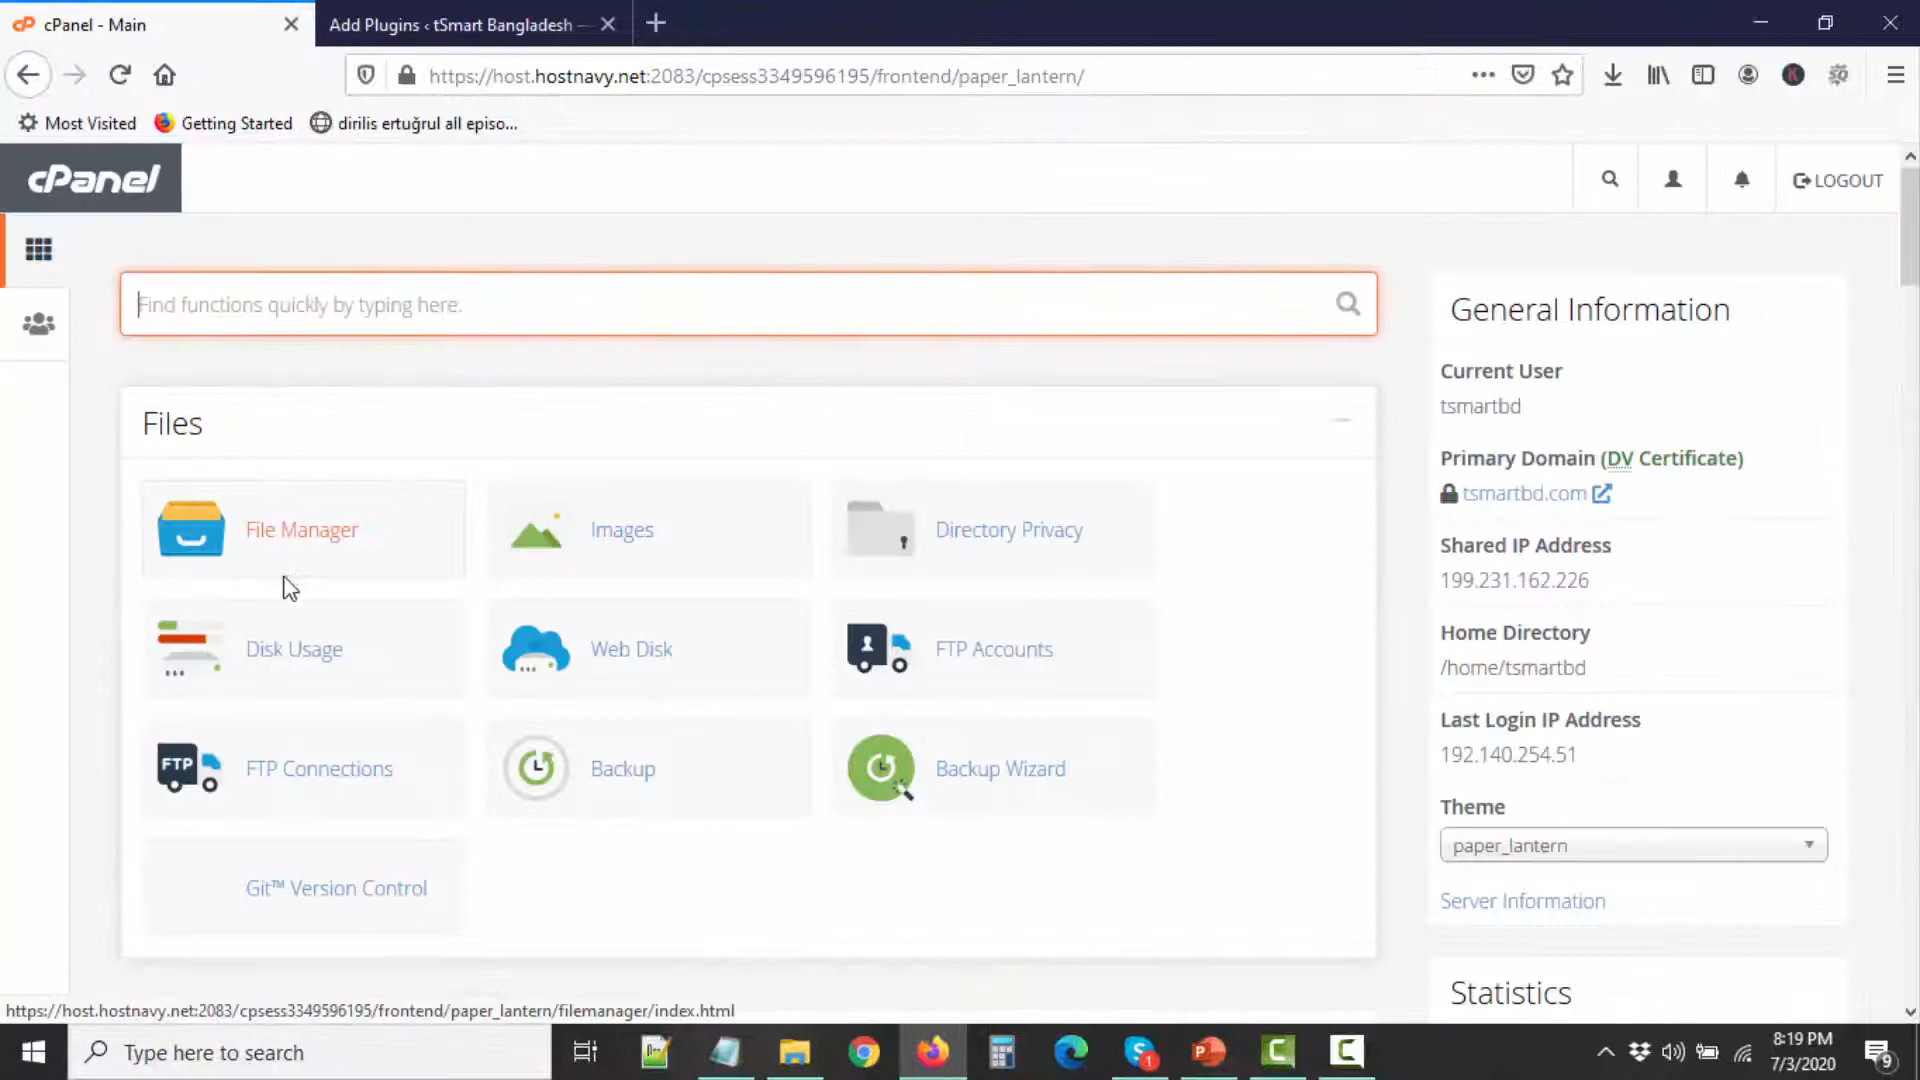 cPanel - Main
Add Plugins ‹ tSmart Bangladesh —
https://host.hostnavy.net:2083/cpsess3349596195/frontend/paper_lantern/
Most Visited
Getting Started
dirilis ertuğrul all episo...
cPanel
LOGOUT
Find functions quickly by typing here.
General Information
Current User
tsmartbd
Primary Domain (DV Certificate)
tsmartbd.com
Shared IP Address
199.231.162.226
Home Directory
/home/tsmartbd
Last Login IP Address
192.140.254.51
Theme
paper_lantern
Server Information
Statistics
Files
File Manager
Images
Directory Privacy
Disk Usage
Web Disk
FTP Accounts
FTP
FTP Connections
Backup
Backup Wizard
Git™ Version Control
https://host.hostnavy.net:2083/cpsess3349596195/frontend/paper_lantern/filemanager/index.html
Type here to search
8:19 PM
7/3/2020
1
9